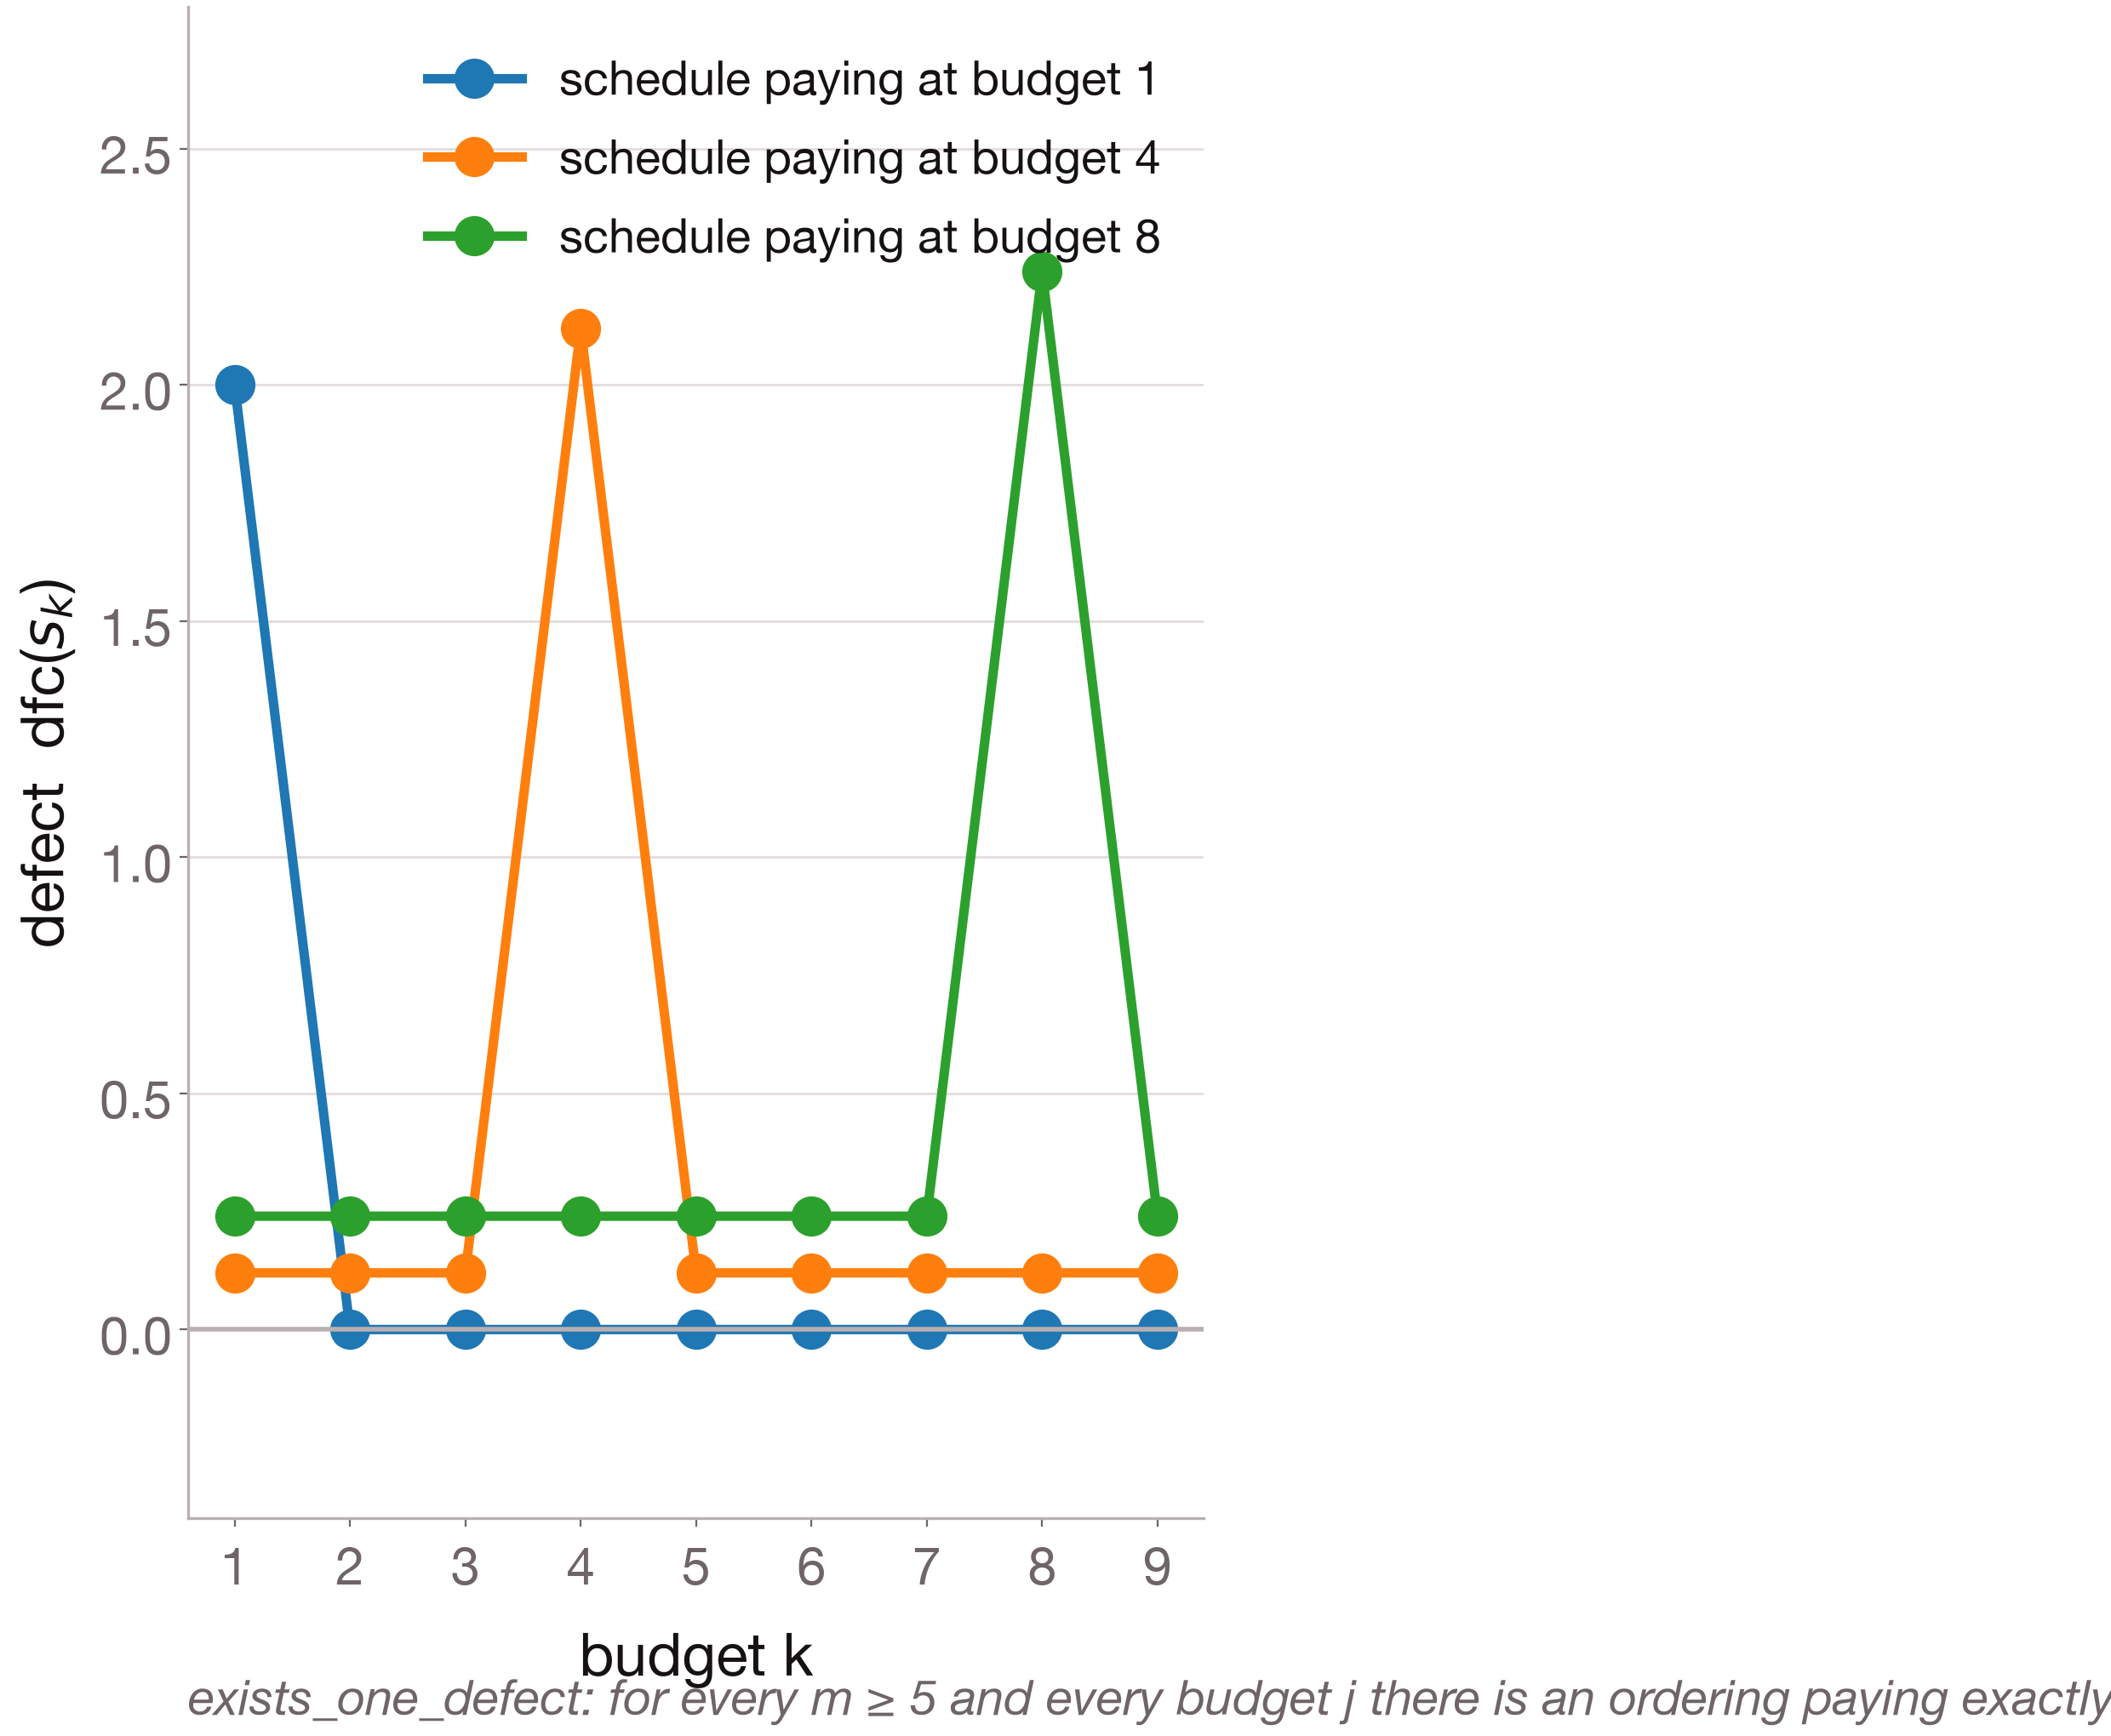 schedule paying at budget 1
schedule paying at budget 4
schedule paying at budget 8
2.5
2.0
1.5
1.0
0.5
0.0
defect dfc(sk)
1 2 3 4 5 6 7 8 9
budget k
exists_one_defect: for every m ≥ 5 and every budget j there is an ordering paying exactly